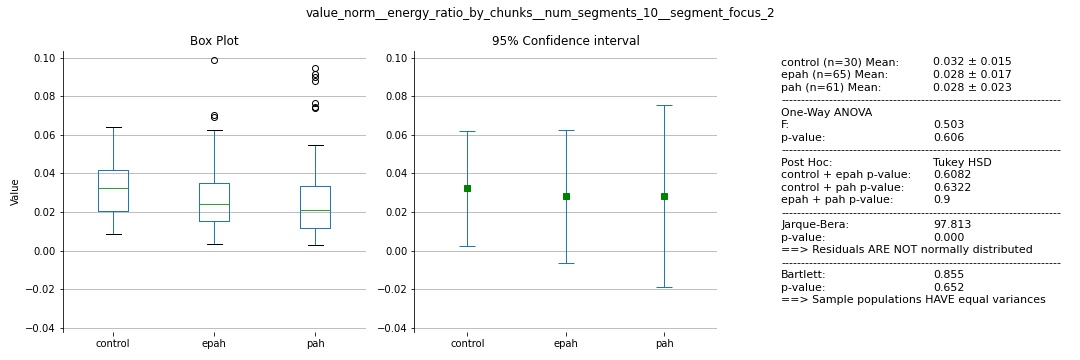 value_norm__energy_ratio_by_chunks__num_segments_10__segment_focus_2
Box Plot
Value
0.10
0.08
0.06
0.04
0.02
0.00
−0.02
−0.04
control epah pah
95% Confidence interval
0.10
0.08
0.06
0.04
0.02
0.00
−0.02
−0.04
control epah pah
control (n=30) Mean: 0.032 ± 0.015
epah (n=65) Mean: 0.028 ± 0.017
pah (n=61) Mean: 0.028 ± 0.023
One-Way ANOVA
F: 0.503
p-value: 0.606
Post Hoc: Tukey HSD
control + epah p-value: 0.6082
control + pah p-value: 0.6322
epah + pah p-value: 0.9
Jarque-Bera: 97.813
p-value: 0.000
==> Residuals ARE NOT normally distributed
Bartlett: 0.855
p-value: 0.652
==> Sample populations HAVE equal variances